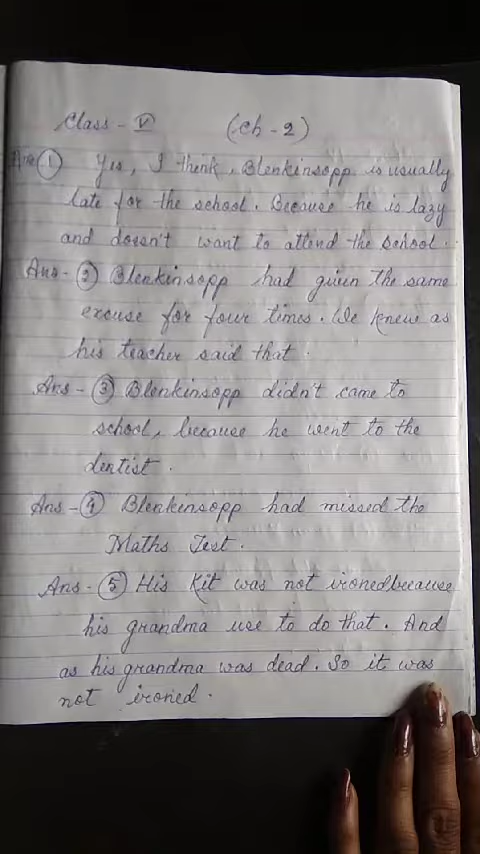 Class - V (Ch - 2)
Ans ① Yes, I think, Blenkinsopp is usually
late for the school. Because he is lazy
and doesn't want to attend the school.
Ans - ② Blenkinsopp had given the same
excuse for four times. We knew as
his teacher said that.
Ans - ③ Blenkinsopp didn't came to
school, because he went to the
dentist.
Ans - ④ Blenkinsopp had missed the
Maths Test.
Ans - ⑤ His Kit was not ironed because
his grandma use to do that. And
as his grandma was dead. So it was
not ironed.